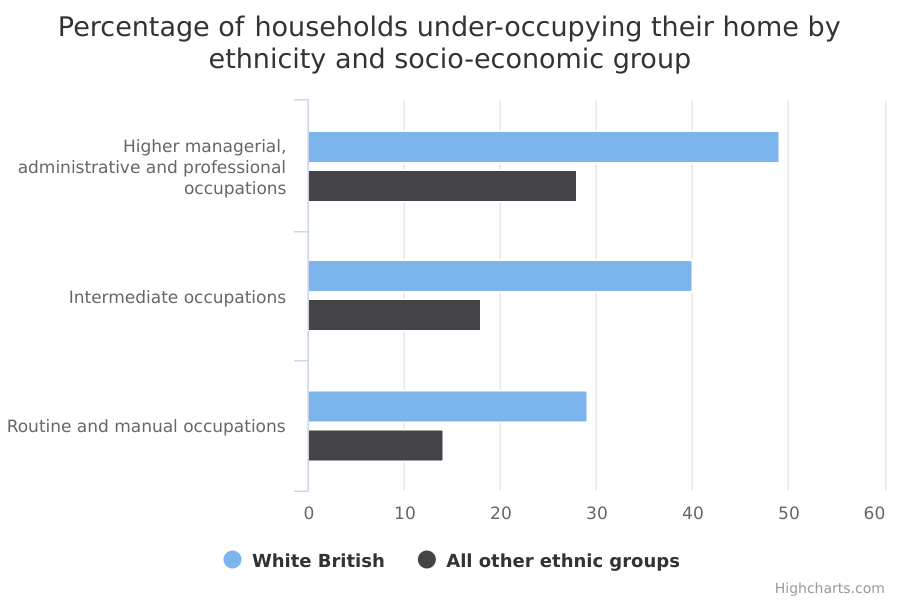 Percentage of households under-occupying their home by
ethnicity and socio-economic group
Higher managerial,
administrative and professional
occupations
Intermediate occupations
Routine and manual occupations
0 10 20 30 40 50 60
White British All other ethnic groups
Highcharts.com